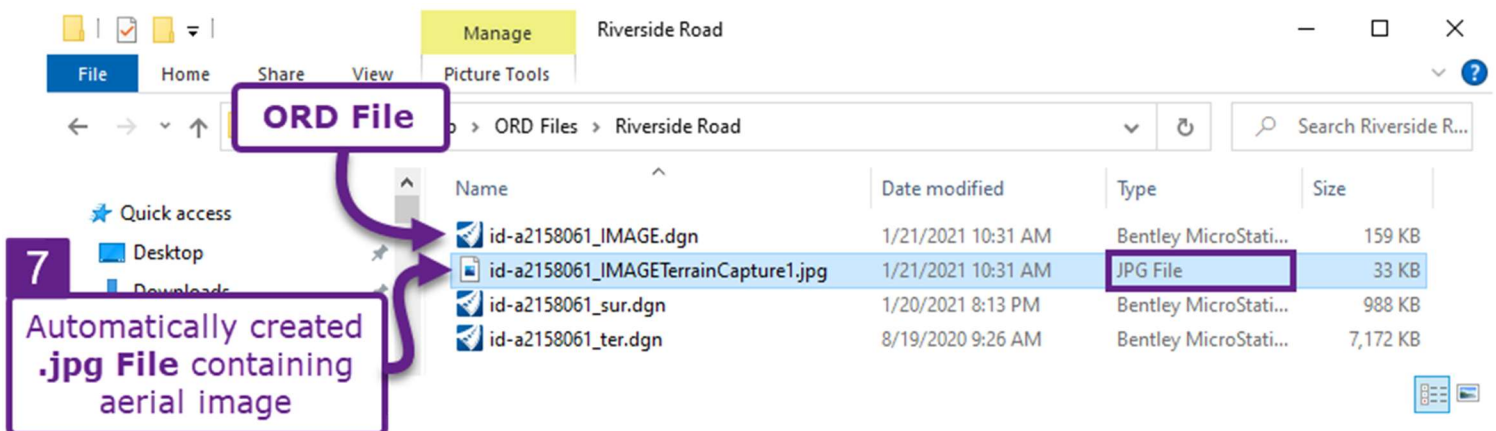 Manage
Riverside Road
File
Home
Share
View
Picture Tools
ORD File
ORD Files > Riverside Road
Search Riverside R...
Name
Date modified
Type
Size
Quick access
Desktop
Downloads
id-a2158061_IMAGE.dgn 1/21/2021 10:31 AM Bentley MicroStati... 159 KB
id-a2158061_IMAGETerrainCapture1.jpg 1/21/2021 10:31 AM JPG File 33 KB
id-a2158061_sur.dgn 1/20/2021 8:13 PM Bentley MicroStati... 988 KB
id-a2158061_ter.dgn 8/19/2020 9:26 AM Bentley MicroStati... 7,172 KB
7
Automatically created
.jpg File containing
aerial image